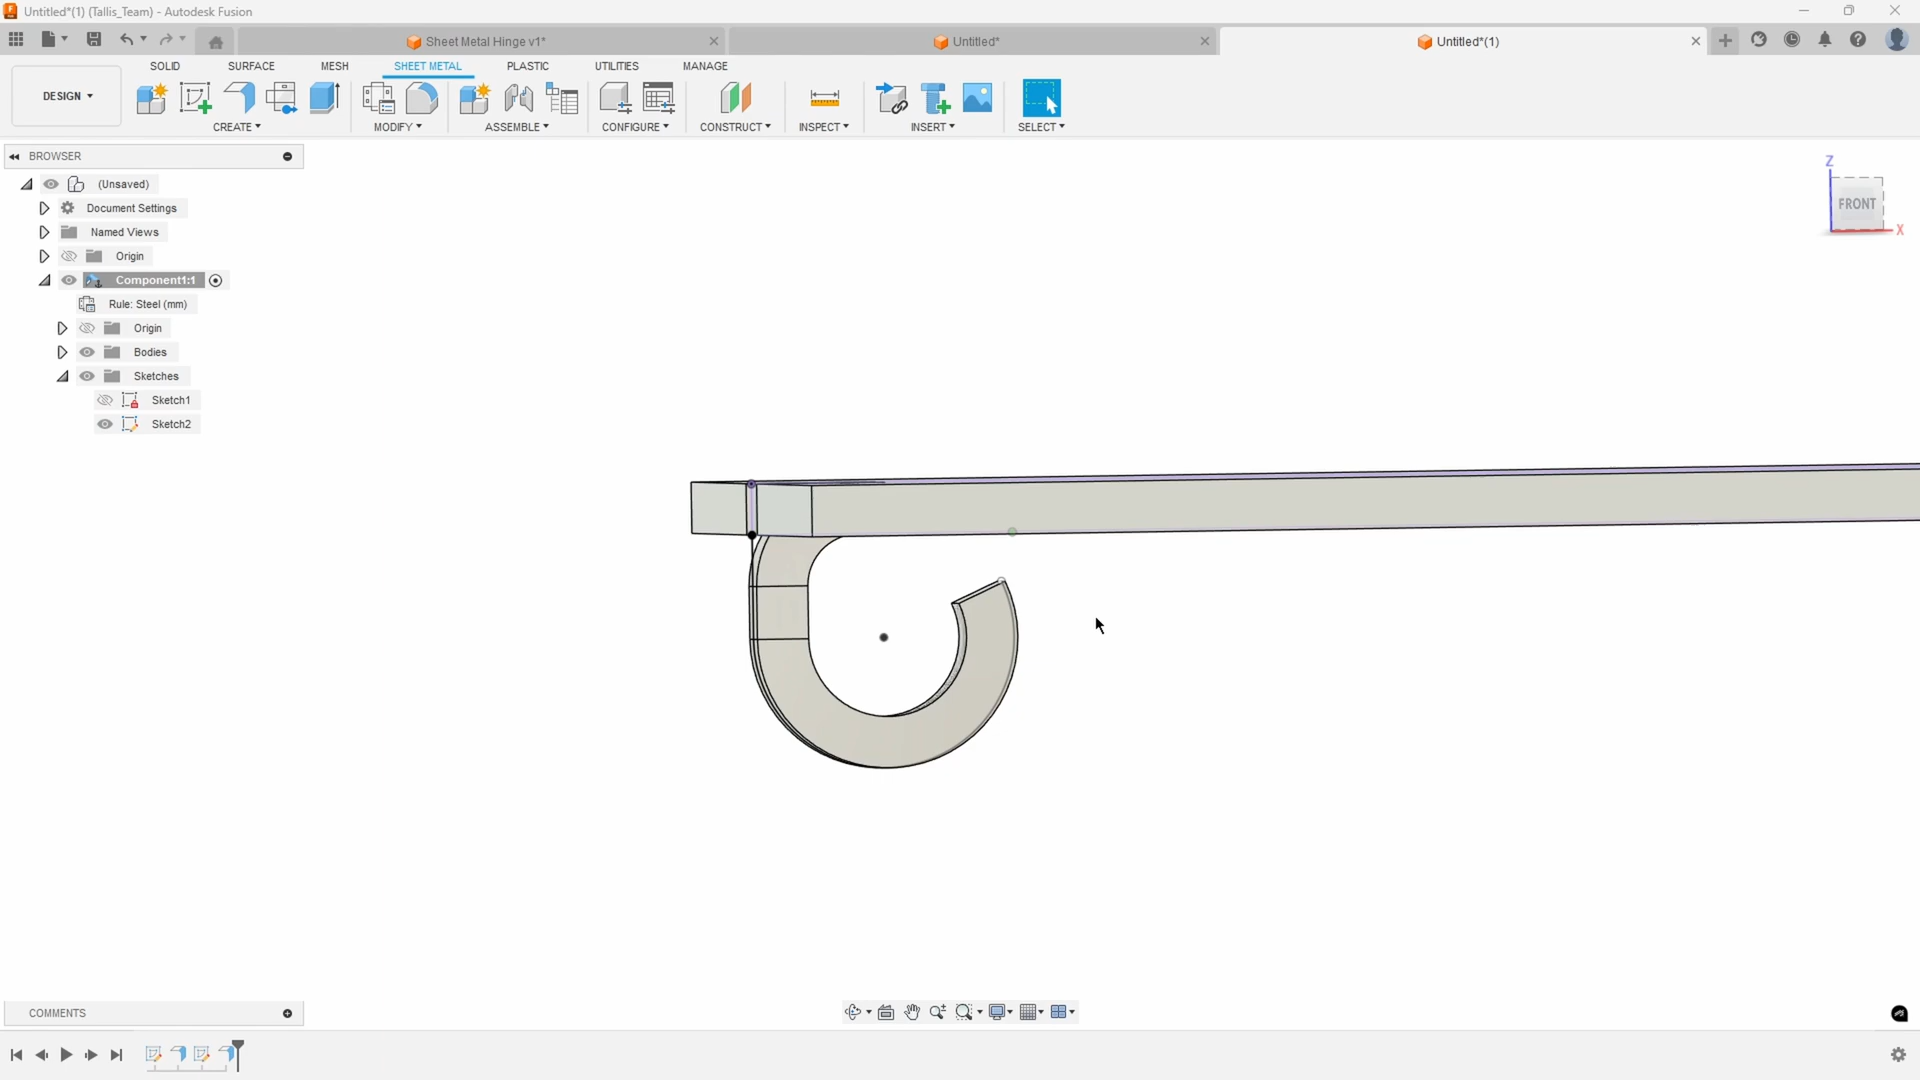 Untitled*(1) (Tallis_Team) - Autodesk Fusion
Sheet Metal Hinge v1*
Untitled*
Untitled*(1)
DESIGN
SOLID
SURFACE
MESH
SHEET METAL
PLASTIC
UTILITIES
MANAGE
CREATE
MODIFY
ASSEMBLE
CONFIGURE
CONSTRUCT
INSPECT
INSERT
SELECT
BROWSER
(Unsaved)
Document Settings
Named Views
Origin
Component1:1
Rule: Steel (mm)
Origin
Bodies
Sketches
Sketch1
Sketch2
Z
FRONT
X
COMMENTS